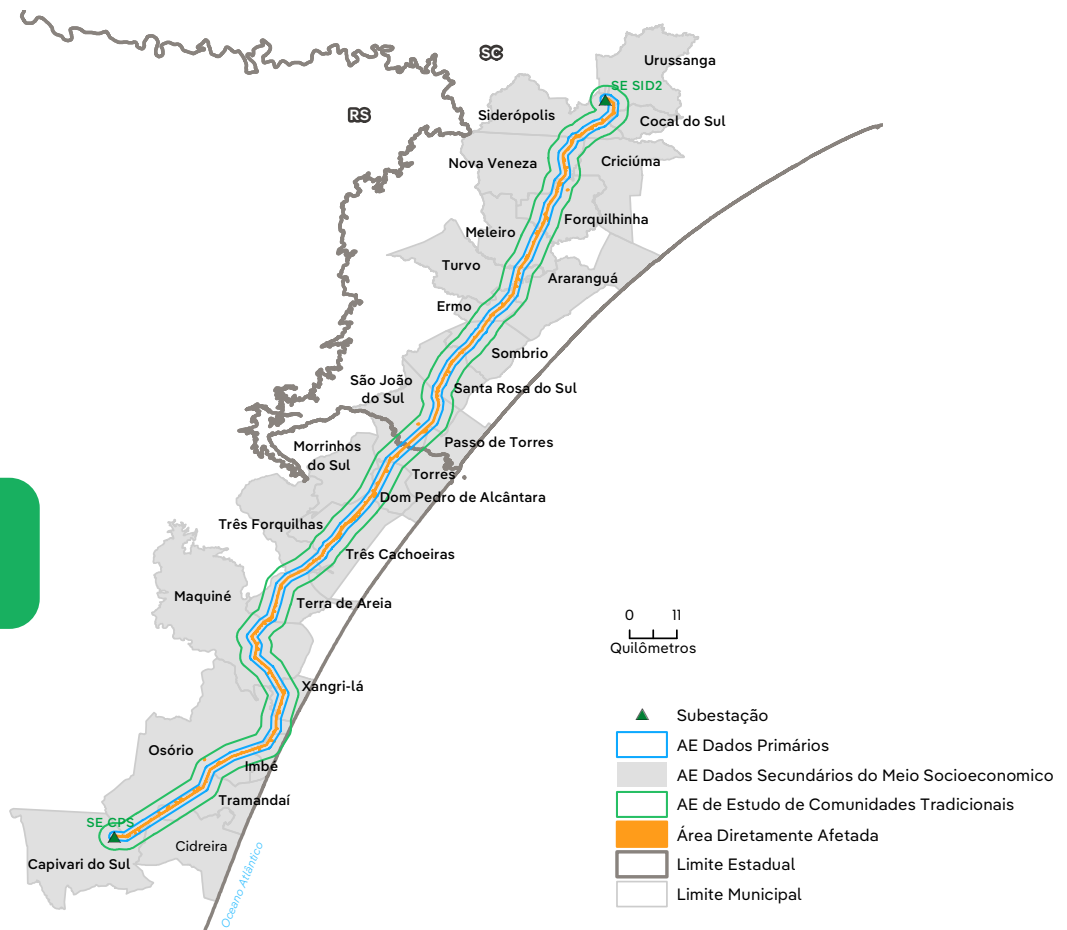 SC
Urussanga
SE SID2
RS
Siderópolis
Cocal do Sul
Nova Veneza
Criciúma
Forquilhinha
Meleiro
Turvo
Araranguá
Ermo
Sombrio
São João
do Sul
Santa Rosa do Sul
Morrinhos
do Sul
Passo de Torres
Torres
Dom Pedro de Alcântara
Três Forquilhas
Três Cachoeiras
Maquiné
Terra de Areia
0 11
Quilômetros
Xangri-lá
Osório
Imbé
Tramandaí
SE CPS
Cidreira
Capivari do Sul
Oceano Atlântico
Subestação
AE Dados Primários
AE Dados Secundários do Meio Socioeconomico
AE de Estudo de Comunidades Tradicionais
Área Diretamente Afetada
Limite Estadual
Limite Municipal